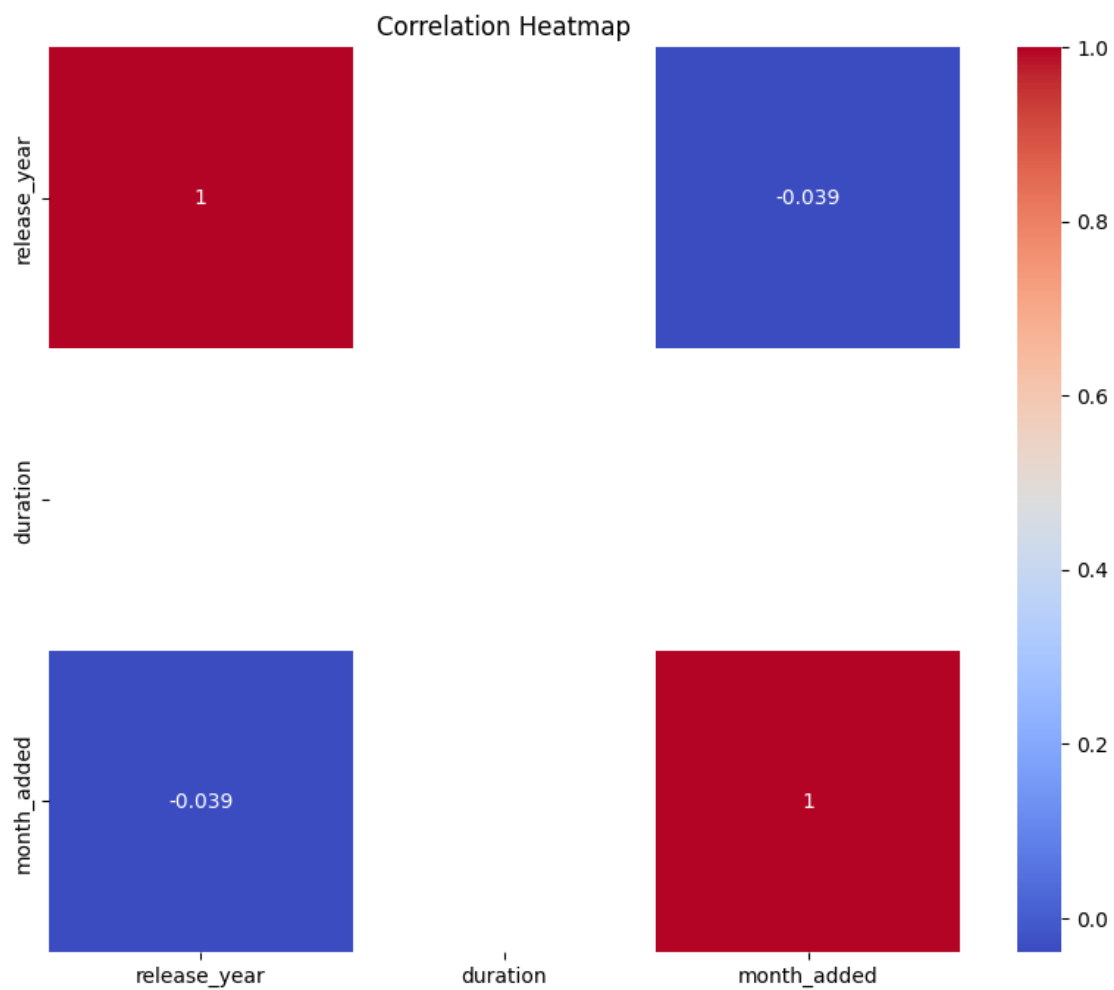 Correlation Heatmap
release_year
duration
month_added
1
-0.039
-0.039
1
release_year
duration
month_added
1.0
0.8
0.6
0.4
0.2
0.0